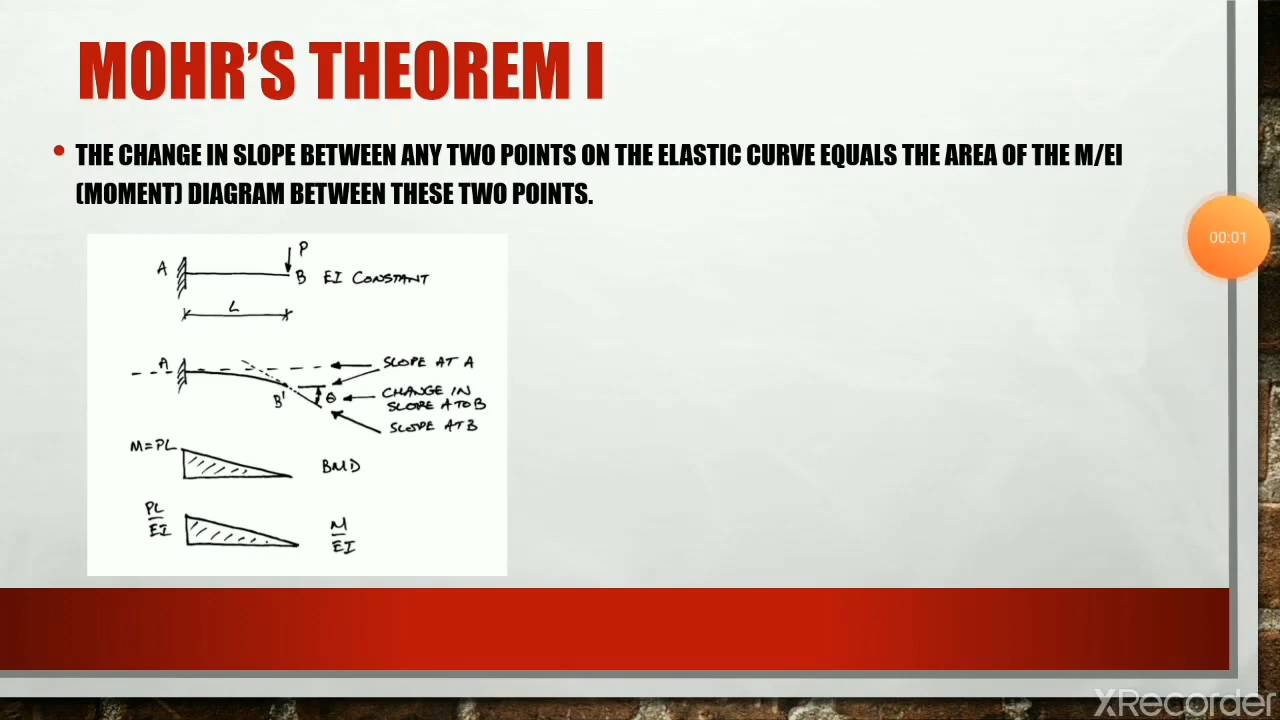 MOHR'S THEOREM I
• THE CHANGE IN SLOPE BETWEEN ANY TWO POINTS ON THE ELASTIC CURVE EQUALS THE AREA OF THE M/EI
(MOMENT) DIAGRAM BETWEEN THESE TWO POINTS.
00:01
P
A
B EI CONSTANT
L
A
SLOPE AT A
B' θ
CHANGE IN
SLOPE A TO B
SLOPE AT B
M=PL
BMD
PL
EI
M
EI
XRecorder